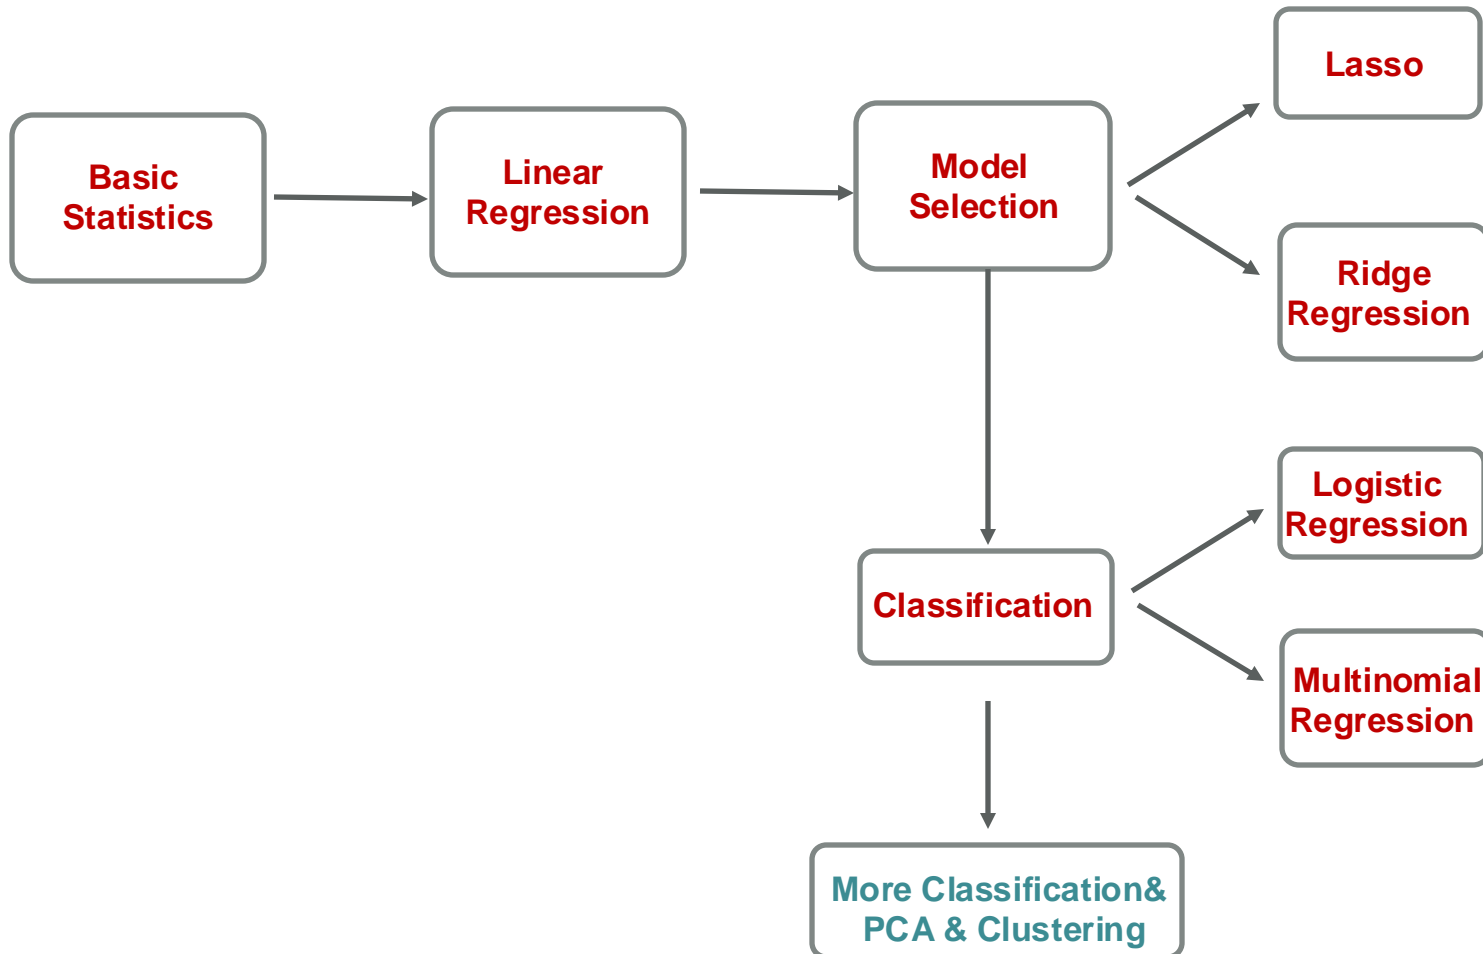 Basic
Statistics
Linear
Regression
Model
Selection
Lasso
Ridge
Regression
Logistic
Regression
Classification
Multinomial
Regression
More Classification&
PCA & Clustering